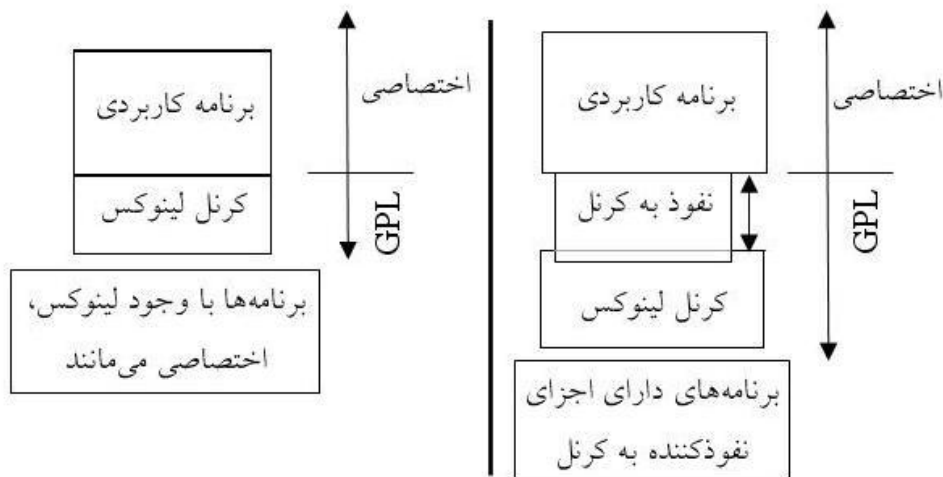 برنامه کاربردی
اختصاصی
نفوذ به کرنل
GPL
کرنل لینوکس
برنامه‌های دارای اجزای
نفوذکننده به کرنل
برنامه کاربردی
اختصاصی
کرنل لینوکس
GPL
برنامه‌ها با وجود لینوکس،
اختصاصی می‌مانند